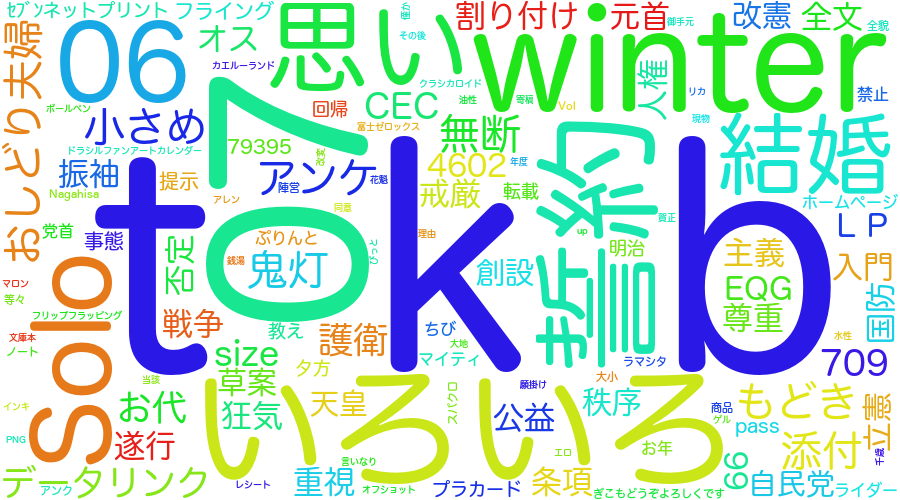 ｾﾌﾞﾝネットプリント
フライング
割り付け
元首
御手元
改憲
全文
全貌
おしどり夫婦
06
オス
カエルーランド
思い
座か
その後
winter
クラシカロイド
ボールペン
小さめ
07
回帰
CEC
油性
寄稿
Vol
人権
リカ
禁止
富士ゼロックス
無断
現物
結婚
ドラシルファンアートカレンダー
79395
改変
振袖
提示
アンケ
陣営
花魁
4602
年度
戒厳
転載
誓約
Nagahisa
アレン
同意
ホームページ
党首
事態
ぷりんと
理由
up
賀正
ＬＰ
明治
否定
銭湯
鬼灯
創設
主義
入門
マロン
等々
Solo
tokb
EQG
尊重
国防
フリップフラッピング
戦争
教え
護衛
ちび
大地
文庫本
ノート
size
マイティ
ラマシタ
水性
709
当該
草案
夕方
願掛け
大小
インキ
お代
狂気
いろいろ
天皇
スパクロ
公益
秩序
商品
ゲル
もどき
立憲
PNG
遂行
言いなり
エロ
お年
pass
添付
千歳
データリンク
アンク
レシート
重視
オフショット
プラカード
条項
ぎこもどうぞよろしくです
99
自民党
ライダー